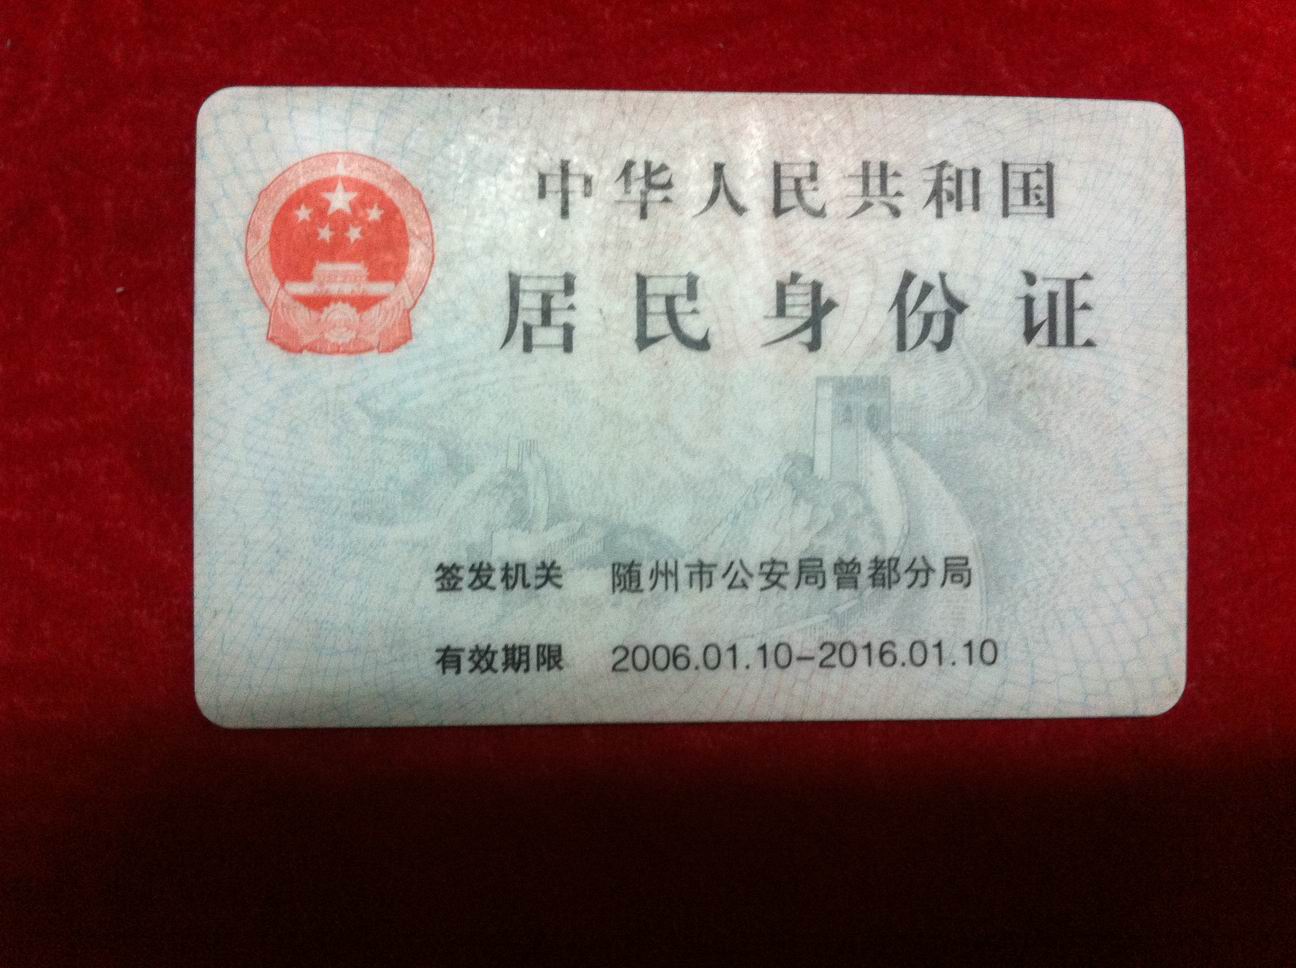 中华人民共和国
居民身份证
签发机关 随州市公安局曾都分局
有效期限 2006.01.10-2016.01.10